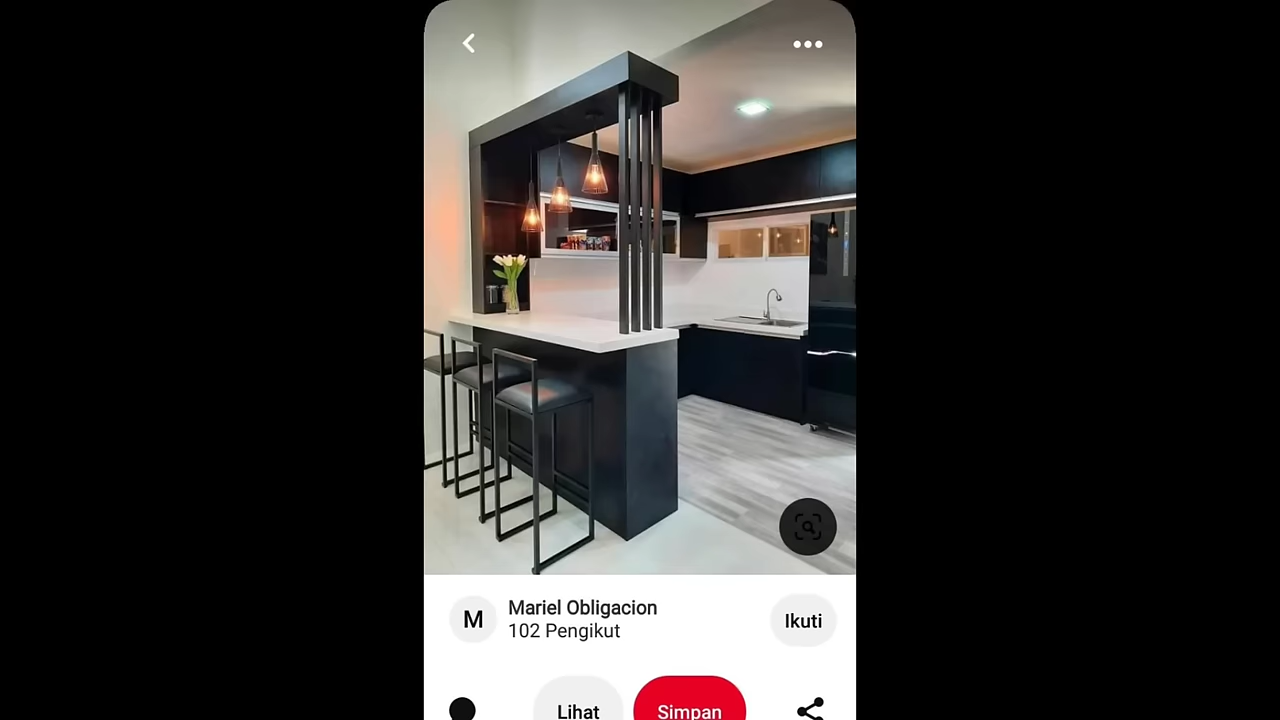 M
Mariel Obligacion
102 Pengikut
Ikuti
Lihat
Simpan